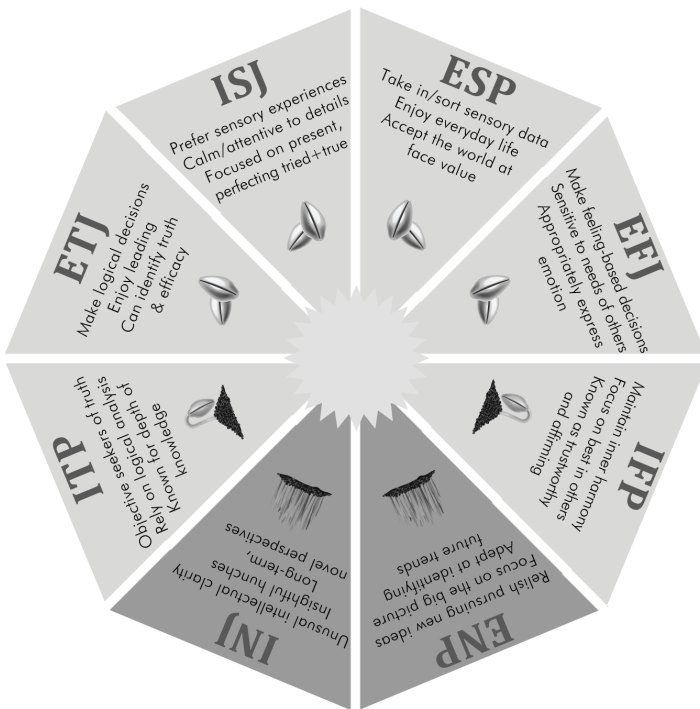 ISJ
Prefer sensory experiences
Calm/attentive to details
Focused on present,
perfecting tried+true
ESP
Take in/sort sensory data
Enjoy everyday life
Accept the world at
face value
EFJ
Make feeling-based decisions
Sensitive to needs of others
Appropriately express
emotion
IFP
Maintain inner harmony
Focus on best in others
Known as trustworthy
and affirming
ENP
Relish pursuing new ideas
Focus on the big picture
Adept at identifying
future trends
INJ
Unusual intellectual clarity
Insightful hunches
Long-term,
novel perspectives
ITP
Objective seekers of truth
Rely on logical analysis
Known for depth of
knowledge
ETJ
Make logical decisions
Enjoy leading
Can identify truth
& efficacy